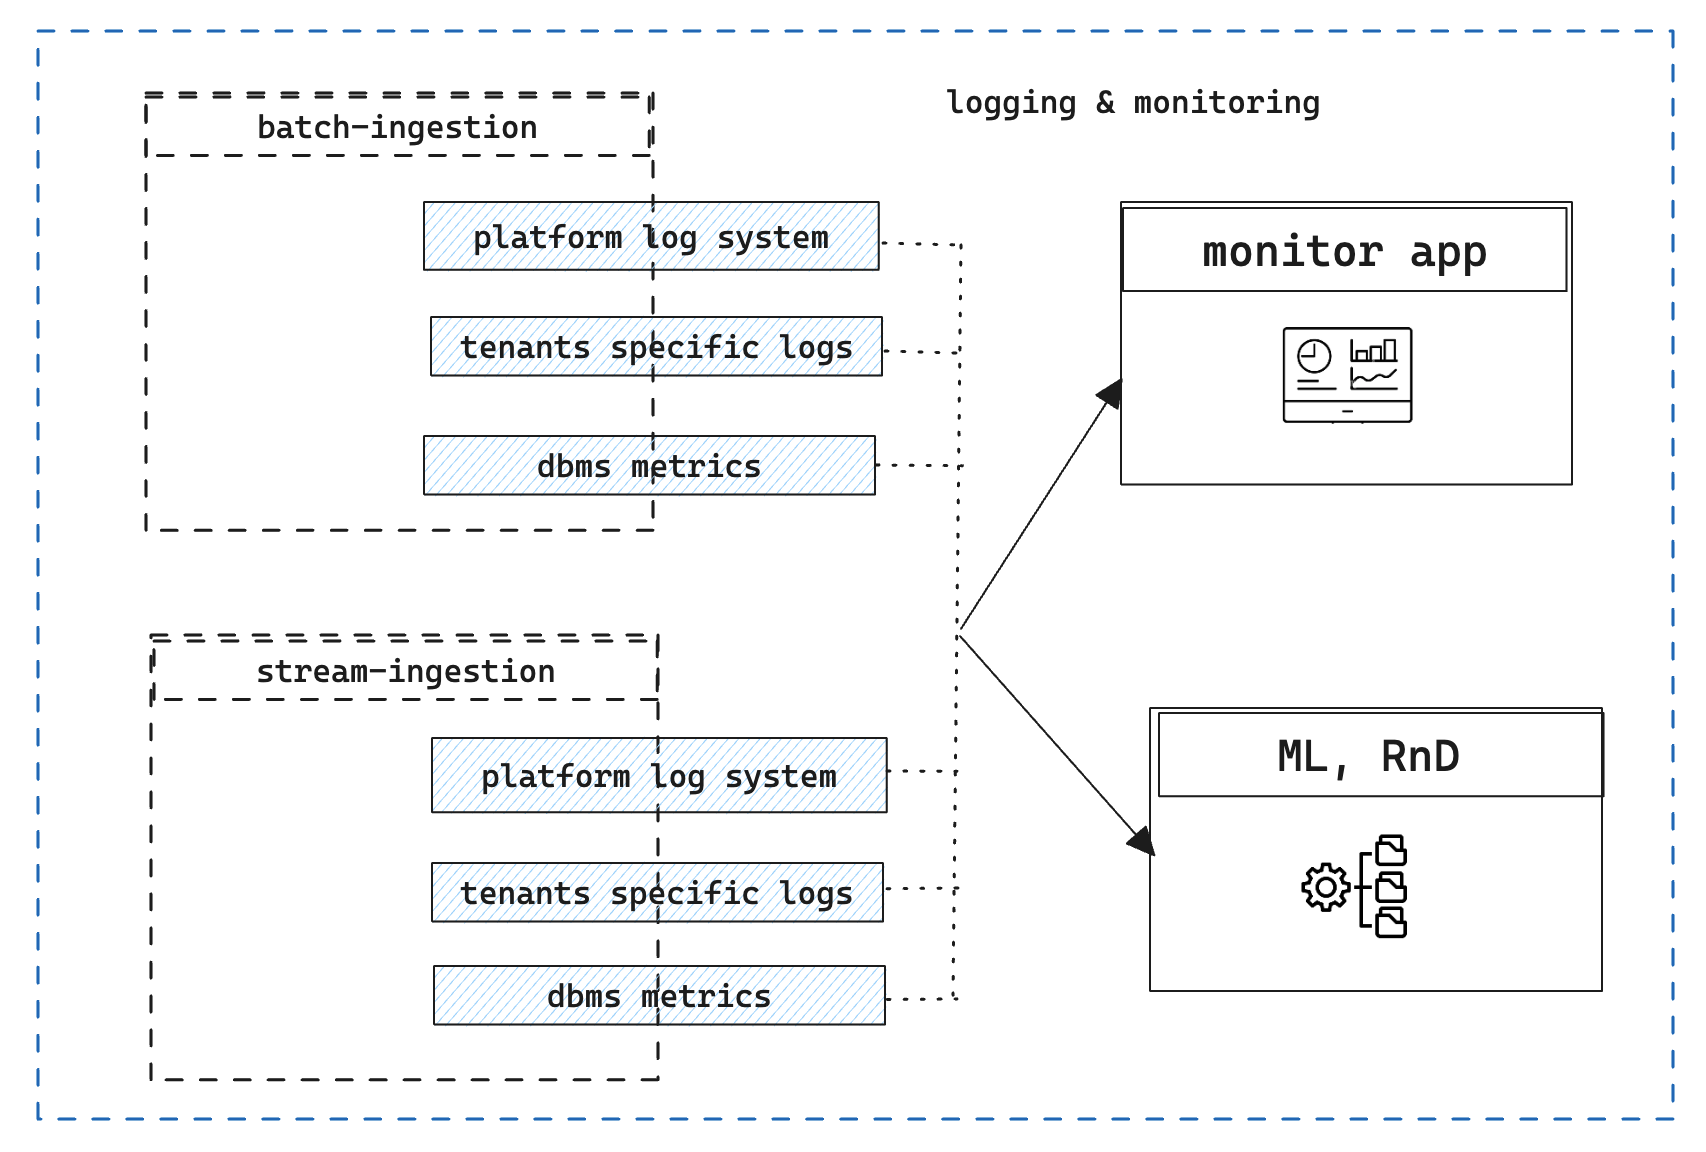 logging & monitoring
batch-ingestion
platform log system
tenants specific logs
dbms metrics
monitor app
stream-ingestion
platform log system
tenants specific logs
dbms metrics
ML, RnD